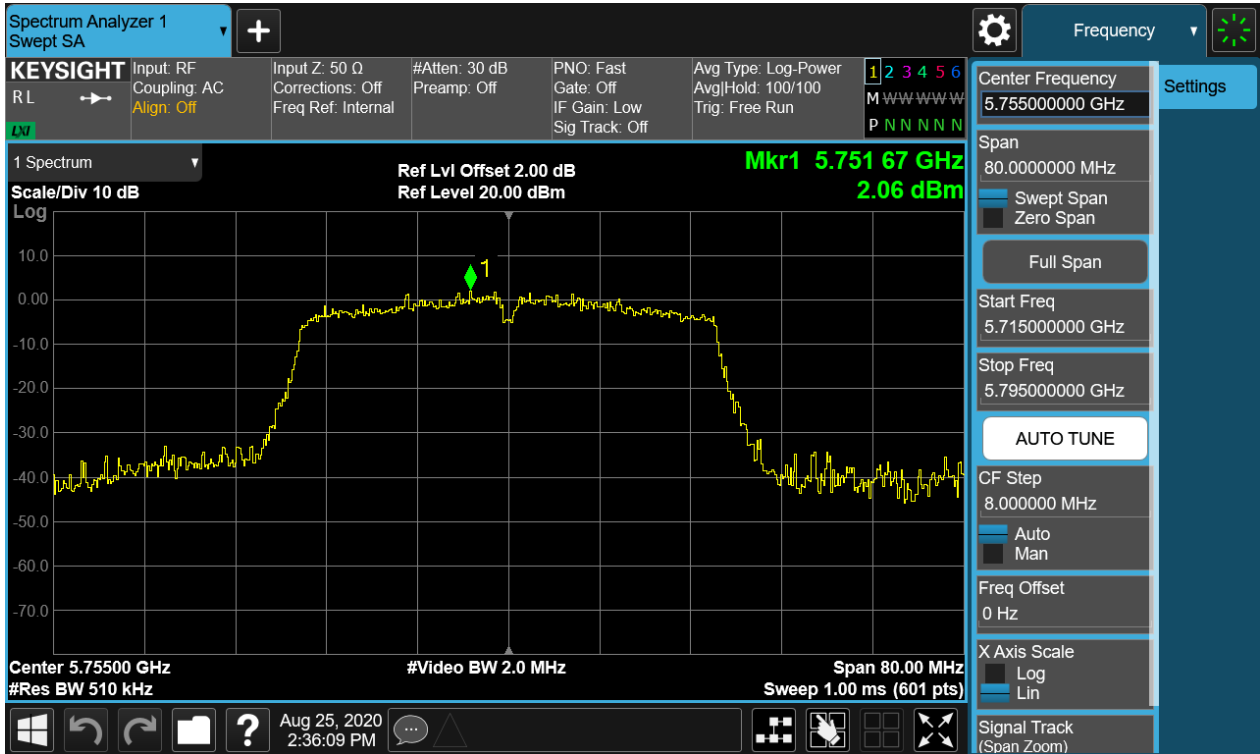 Spectrum Analyzer 1
Swept SA
+
Frequency
KEYSIGHT
R L
LXI
Input: RF
Coupling: AC
Align: Off
Input Z: 50 Ω
Corrections: Off
Freq Ref: Internal
#Atten: 30 dB
Preamp: Off
PNO: Fast
Gate: Off
IF Gain: Low
Sig Track: Off
Avg Type: Log-Power
Avg|Hold: 100/100
Trig: Free Run
1 2 3 4 5 6
M W W W W W
P N N N N N
Settings
1 Spectrum
Scale/Div 10 dB
Log
Ref Lvl Offset 2.00 dB
Ref Level 20.00 dBm
Mkr1 5.751 67 GHz
2.06 dBm
1
10.0
0.00
-10.0
-20.0
-30.0
-40.0
-50.0
-60.0
-70.0
Center 5.75500 GHz
#Res BW 510 kHz
#Video BW 2.0 MHz
Span 80.00 MHz
Sweep 1.00 ms (601 pts)
Center Frequency
5.755000000 GHz
Span
80.0000000 MHz
Swept Span
Zero Span
Full Span
Start Freq
5.715000000 GHz
Stop Freq
5.795000000 GHz
AUTO TUNE
CF Step
8.000000 MHz
Auto
Man
Freq Offset
0 Hz
X Axis Scale
Log
Lin
Signal Track
(Span Zoom)
?
Aug 25, 2020
2:36:09 PM